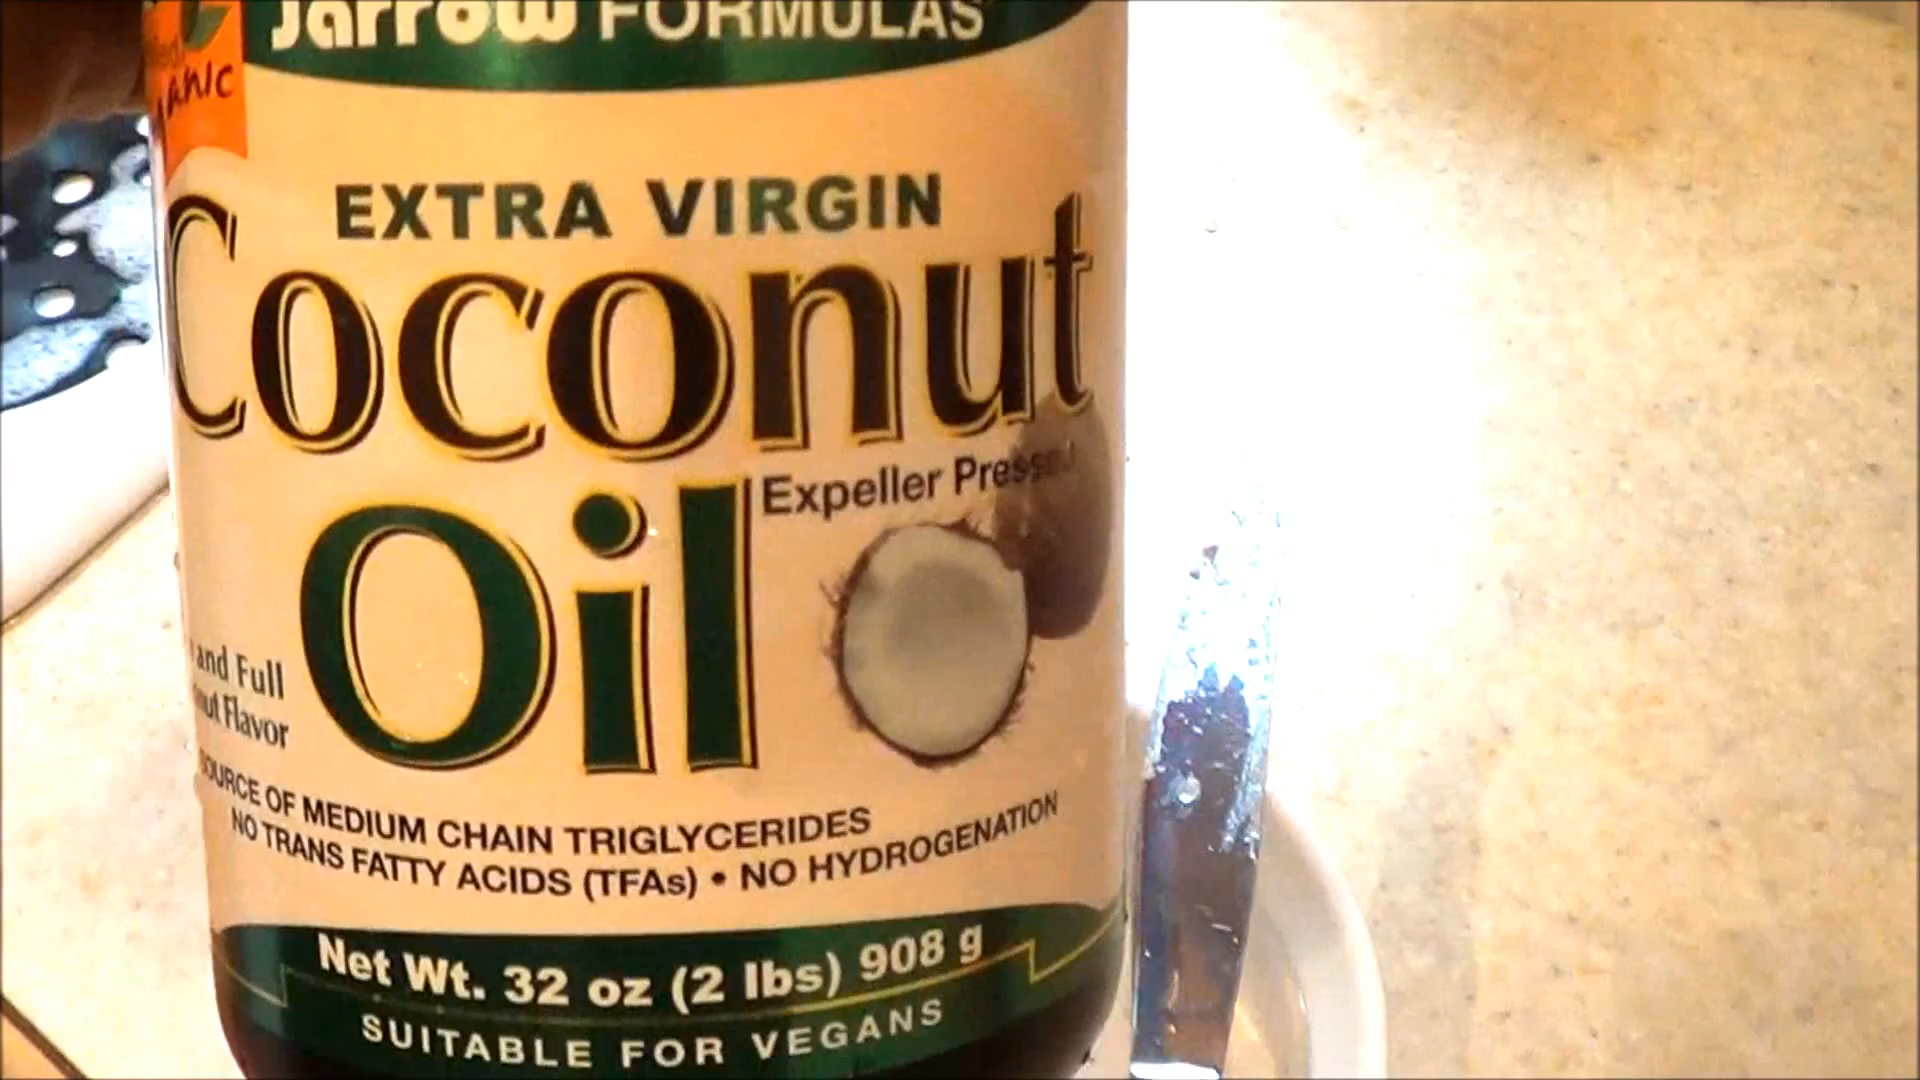 Jarrow FORMULAS
EXTRA VIRGIN
Coconut
Oil
Expeller Pressed
and Full
Flavor
OF MEDIUM CHAIN TRIGLYCERIDES
NO TRANS FATTY ACIDS (TFAs) • NO HYDROGENATION
Net Wt. 32 oz (2 lbs) 908 g
SUITABLE FOR VEGANS